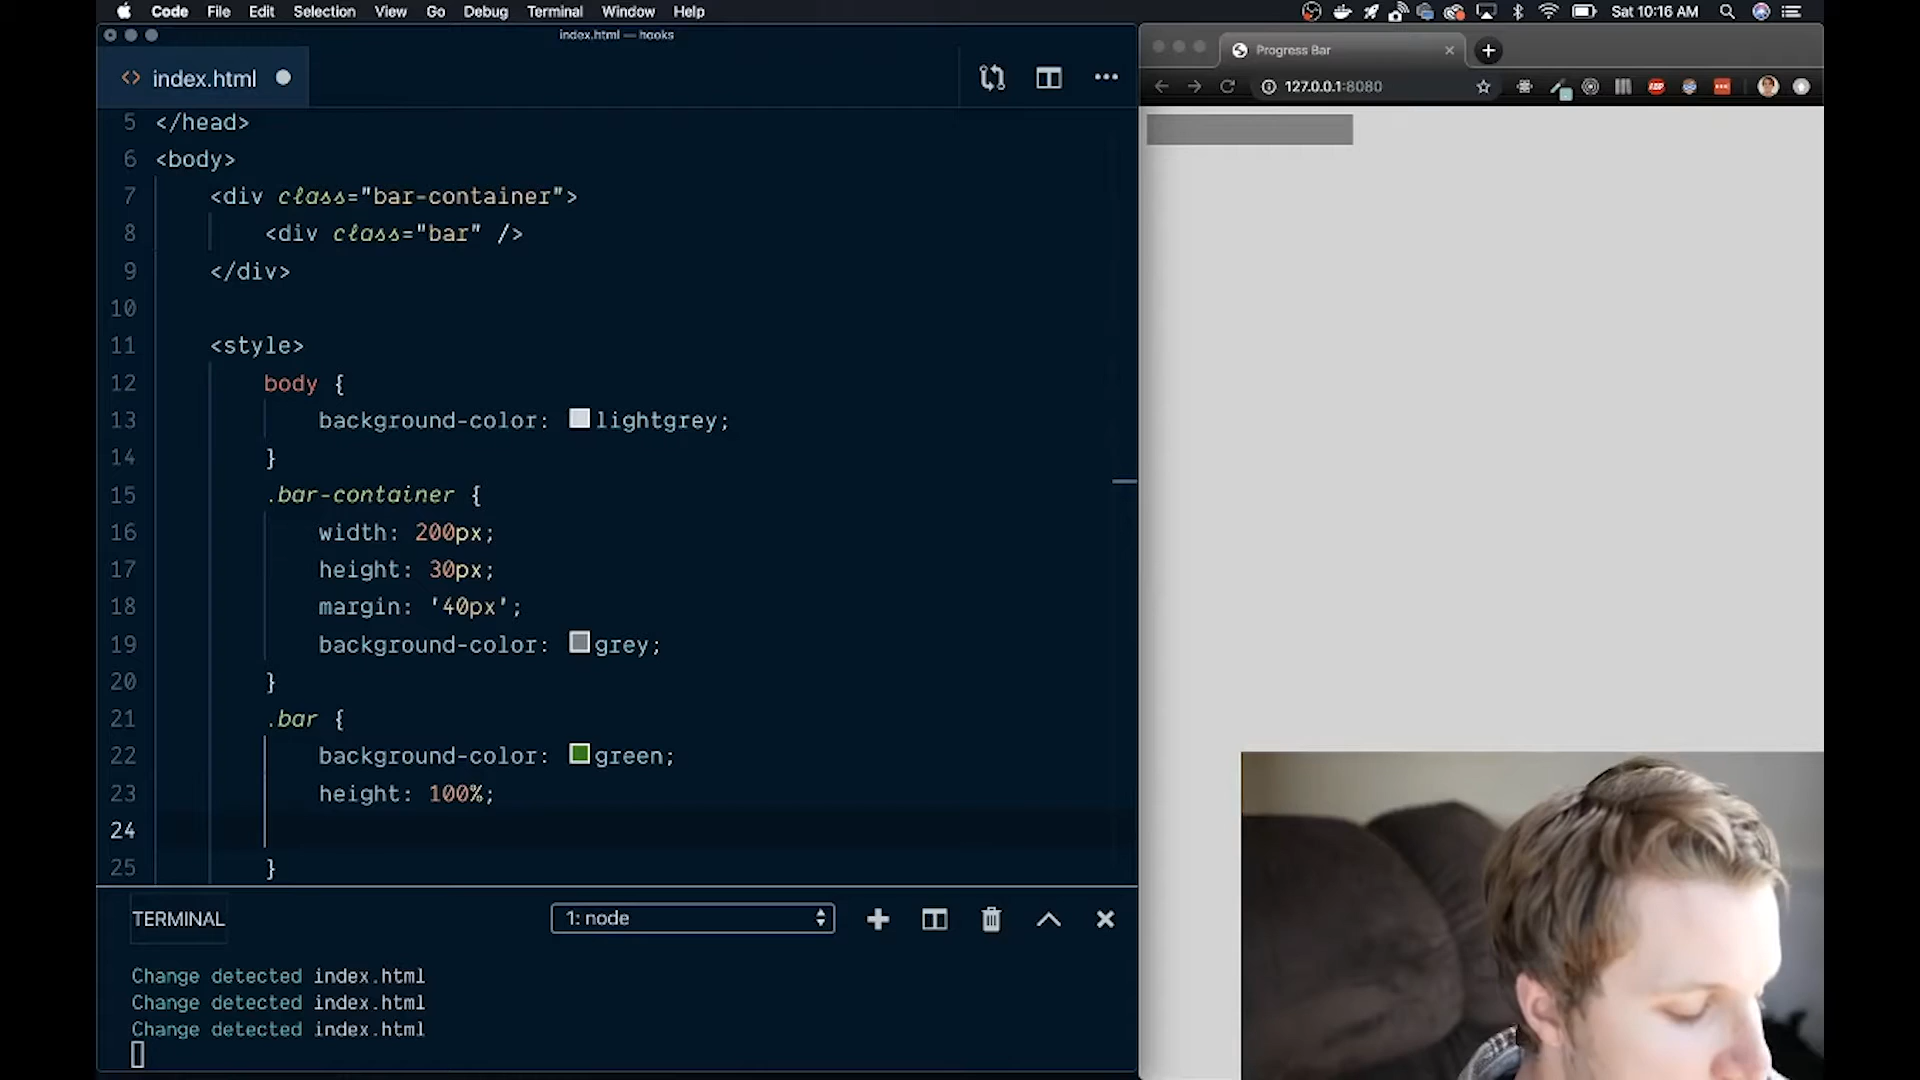 Code File Edit Selection View Go Debug Terminal Window Help
Sat 10:16 AM
index.html — hooks
index.html
5 </head>
6 <body>
7 <div class="bar-container">
8 <div class="bar" />
9 </div>
10
11 <style>
12 body {
13 background-color: lightgrey;
14 }
15 .bar-container {
16 width: 200px;
17 height: 30px;
18 margin: '40px';
19 background-color: grey;
20 }
21 .bar {
22 background-color: green;
23 height: 100%;
24
25 }
TERMINAL
1: node
Change detected index.html
Change detected index.html
Change detected index.html
Progress Bar
127.0.0.1:8080
ABP